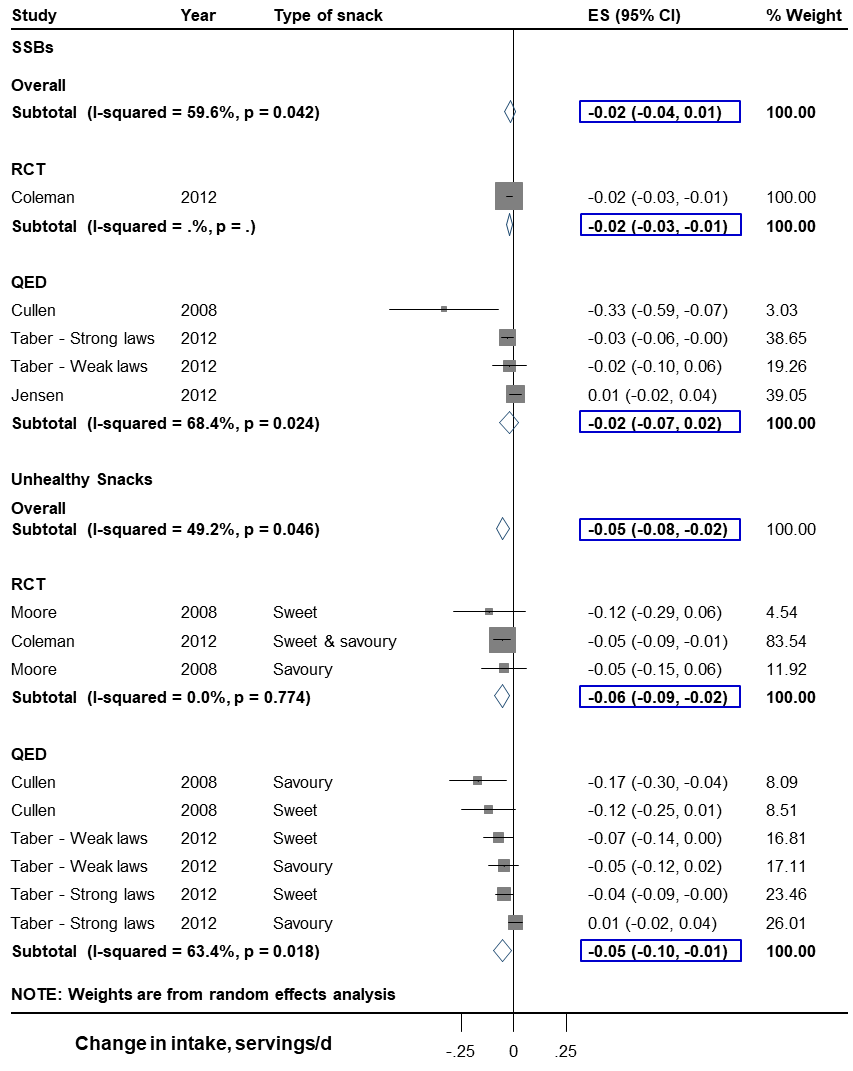 Study Year Type of snack ES (95% CI) % Weight
SSBs
Overall
Subtotal (I-squared = 59.6%, p = 0.042) -0.02 (-0.04, 0.01) 100.00
RCT
Coleman 2012 -0.02 (-0.03, -0.01) 100.00
Subtotal (I-squared = .%, p = .) -0.02 (-0.03, -0.01) 100.00
QED
Cullen 2008 -0.33 (-0.59, -0.07) 3.03
Taber - Strong laws 2012 -0.03 (-0.06, -0.00) 38.65
Taber - Weak laws 2012 -0.02 (-0.10, 0.06) 19.26
Jensen 2012 0.01 (-0.02, 0.04) 39.05
Subtotal (I-squared = 68.4%, p = 0.024) -0.02 (-0.07, 0.02) 100.00
Unhealthy Snacks
Overall
Subtotal (I-squared = 49.2%, p = 0.046) -0.05 (-0.08, -0.02) 100.00
RCT
Moore 2008 Sweet -0.12 (-0.29, 0.06) 4.54
Coleman 2012 Sweet & savoury -0.05 (-0.09, -0.01) 83.54
Moore 2008 Savoury -0.05 (-0.15, 0.06) 11.92
Subtotal (I-squared = 0.0%, p = 0.774) -0.06 (-0.09, -0.02) 100.00
QED
Cullen 2008 Savoury -0.17 (-0.30, -0.04) 8.09
Cullen 2008 Sweet -0.12 (-0.25, 0.01) 8.51
Taber - Weak laws 2012 Sweet -0.07 (-0.14, 0.00) 16.81
Taber - Weak laws 2012 Savoury -0.05 (-0.12, 0.02) 17.11
Taber - Strong laws 2012 Sweet -0.04 (-0.09, -0.00) 23.46
Taber - Strong laws 2012 Savoury 0.01 (-0.02, 0.04) 26.01
Subtotal (I-squared = 63.4%, p = 0.018) -0.05 (-0.10, -0.01) 100.00
NOTE: Weights are from random effects analysis
Change in intake, servings/d -.25 0 .25